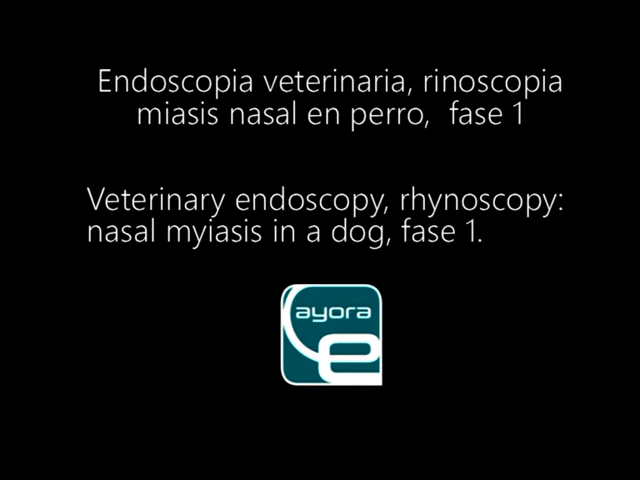 Endoscopia veterinaria, rinoscopia
miasis nasal en perro, fase 1
Veterinary endoscopy, rhynoscopy:
nasal myiasis in a dog, fase 1.
ayora
e